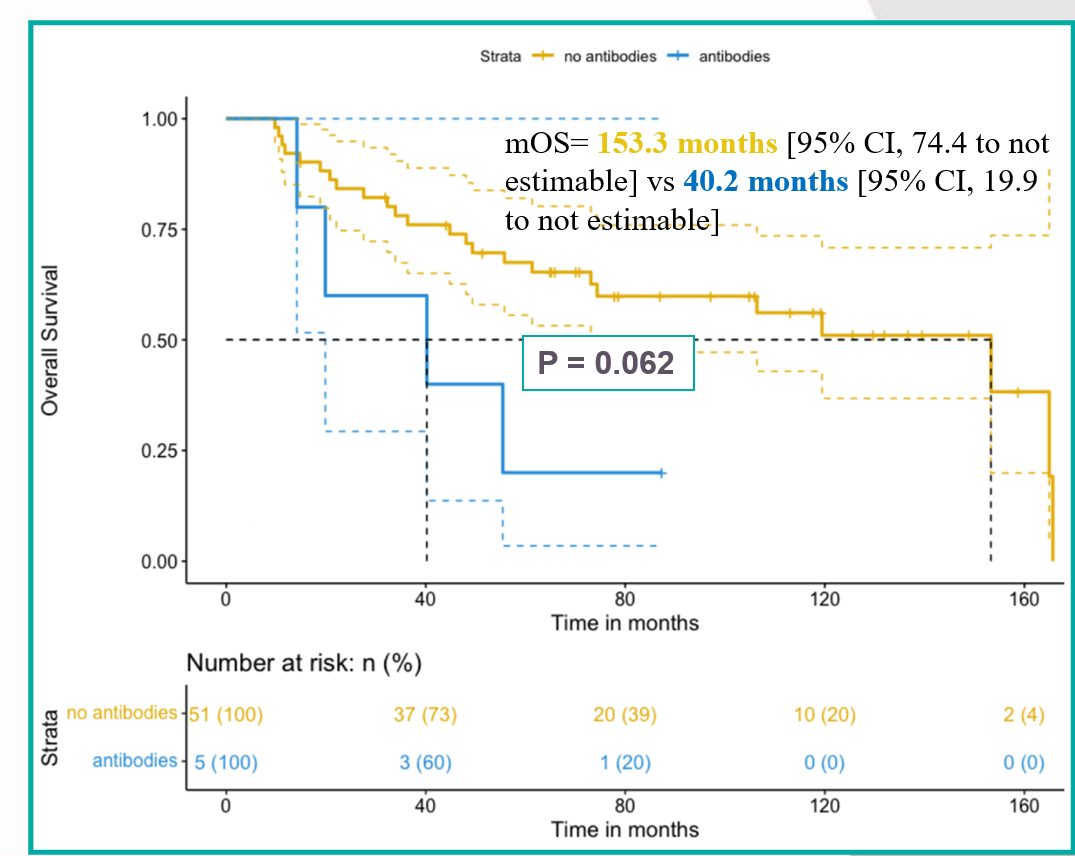 Strata no antibodies antibodies
1.00
mOS= 153.3 months [95% CI, 74.4 to not
estimable] vs 40.2 months [95% CI, 19.9
to not estimable]
0.75
Overall Survival
0.50
P = 0.062
0.25
0.00
0 40 80 120 160
Time in months
Number at risk: n (%)
Strata
no antibodies 51 (100) 37 (73) 20 (39) 10 (20) 2 (4)
antibodies 5 (100) 3 (60) 1 (20) 0 (0) 0 (0)
0 40 80 120 160
Time in months